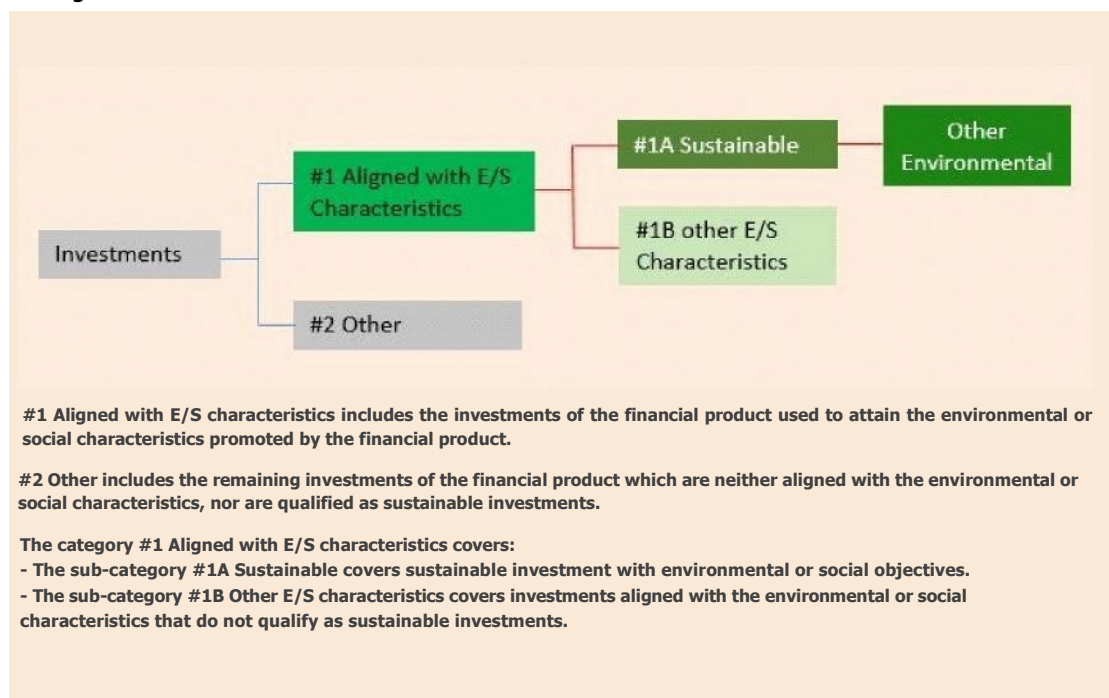 Other
Environmental
#1A Sustainable
#1 Aligned with E/S
Characteristics
#1B other E/S
Characteristics
Investments
#2 Other
#1 Aligned with E/S characteristics includes the investments of the financial product used to attain the environmental or
social characteristics promoted by the financial product.
#2 Other includes the remaining investments of the financial product which are neither aligned with the environmental or
social characteristics, nor are qualified as sustainable investments.
The category #1 Aligned with E/S characteristics covers:
- The sub-category #1A Sustainable covers sustainable investment with environmental or social objectives.
- The sub-category #1B Other E/S characteristics covers investments aligned with the environmental or social
characteristics that do not qualify as sustainable investments.